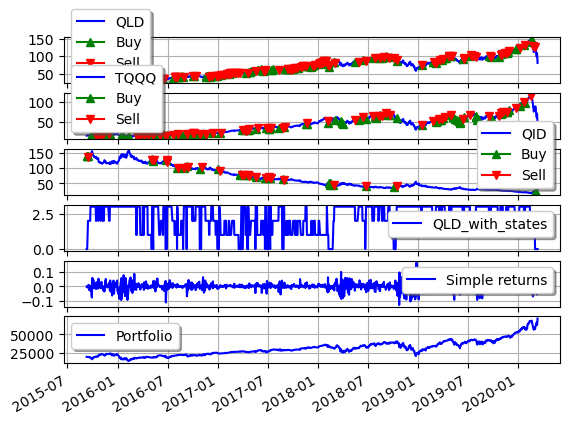 QLD
Buy
Sell
150
100
50
TQQQ
Buy
Sell
100
50
QID
Buy
Sell
150
100
50
QLD_with_states
2.5
0.0
Simple returns
0.1
0.0
−0.1
Portfolio
50000
25000
2015-07
2016-01
2016-07
2017-01
2017-07
2018-01
2018-07
2019-01
2019-07
2020-01